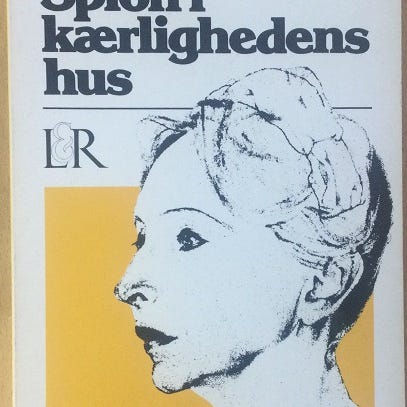 Spion i
kærlighedens
hus
L&R